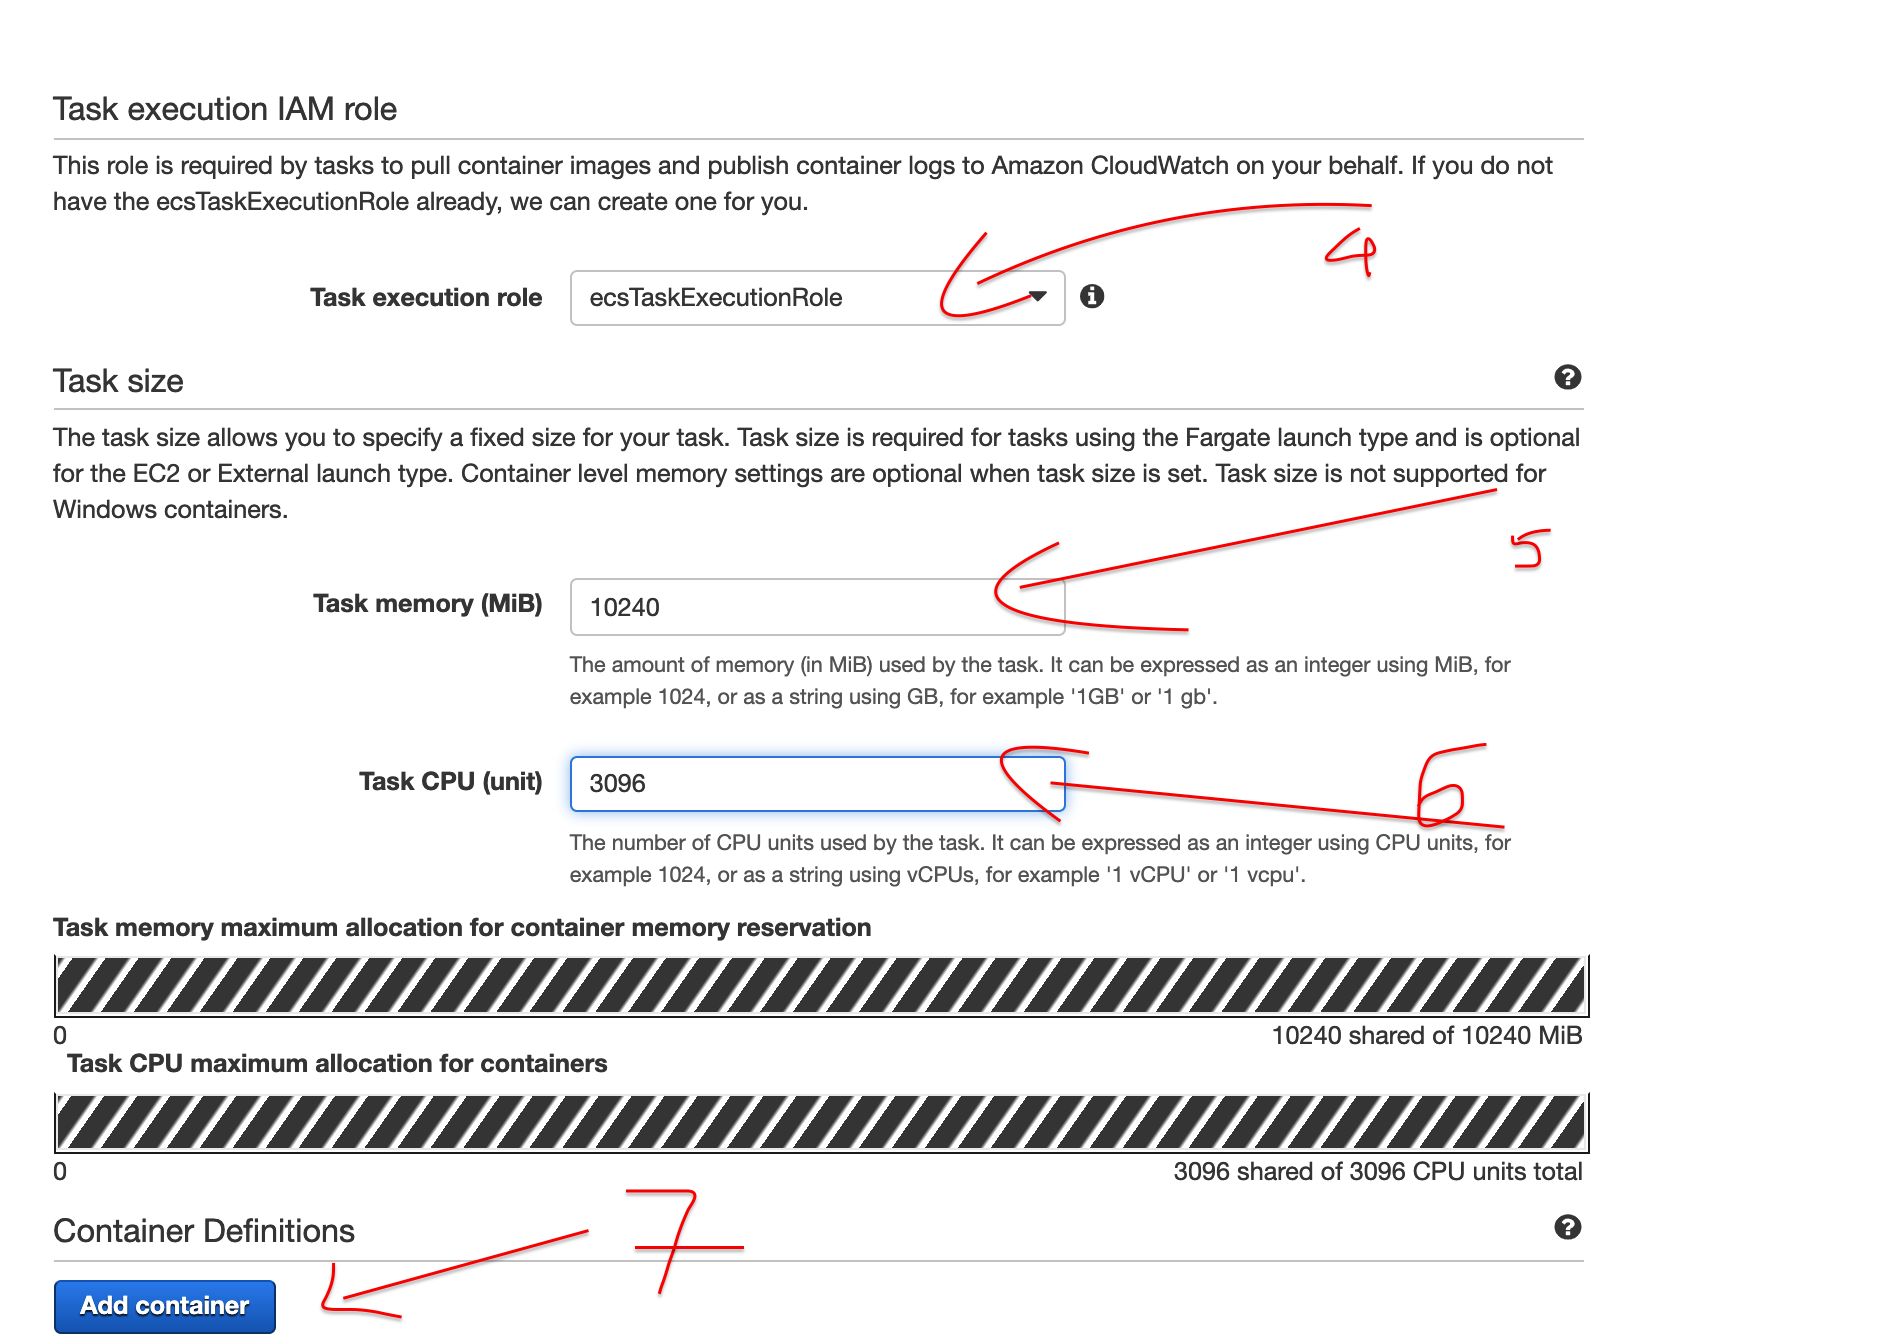 Task execution IAM role
This role is required by tasks to pull container images and publish container logs to Amazon CloudWatch on your behalf. If you do not
have the ecsTaskExecutionRole already, we can create one for you.
4
Task execution role ecsTaskExecutionRole
Task size
The task size allows you to specify a fixed size for your task. Task size is required for tasks using the Fargate launch type and is optional
for the EC2 or External launch type. Container level memory settings are optional when task size is set. Task size is not supported for
Windows containers.
5
Task memory (MiB) 10240
The amount of memory (in MiB) used by the task. It can be expressed as an integer using MiB, for
example 1024, or as a string using GB, for example '1GB' or '1 gb'.
Task CPU (unit) 3096 6
The number of CPU units used by the task. It can be expressed as an integer using CPU units, for
example 1024, or as a string using vCPUs, for example '1 vCPU' or '1 vcpu'.
Task memory maximum allocation for container memory reservation
0 10240 shared of 10240 MiB
Task CPU maximum allocation for containers
0 3096 shared of 3096 CPU units total
Container Definitions 7
Add container